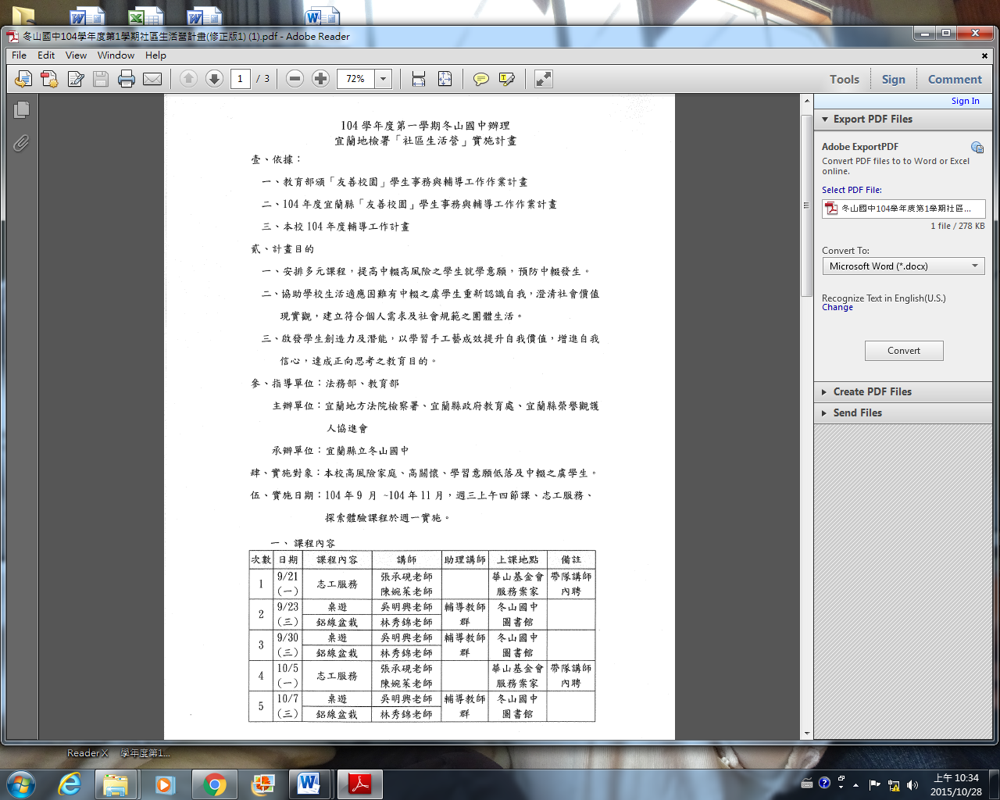 冬山國中104學年度第1學期社區生活營計畫(修正版1) (1).pdf - Adobe Reader
File Edit View Window Help
1 / 3 72% Tools Sign Comment
Sign In
Export PDF Files
Adobe ExportPDF
Convert PDF files to to Word or Excel
online.
Select PDF File:
冬山國中104學年度第1學期社區...
1 file / 278 KB
Convert To:
Microsoft Word (*.docx)
Recognize Text in English(U.S.)
Change
Convert
Create PDF Files
Send Files
104 學年度第一學期冬山國中辦理
宜蘭地檢署「社區生活營」實施計畫
壹、依據：
一、教育部頒「友善校園」學生事務與輔導工作作業計畫
二、104 年度宜蘭縣「友善校園」學生事務與輔導工作作業計畫
三、本校 104 年度輔導工作計畫
貳、計畫目的
一、安排多元課程，提高中輟高風險之學生就學意願，預防中輟發生。
二、協助學校生活適應困難有中輟之虞學生重新認識自我，澄清社會價值
現實觀，建立符合個人需求及社會規範之團體生活。
三、啟發學生創造力及潛能，以學習手工藝成效提升自我價值，增進自我
信心，達成正向思考之教育目的。
參、指導單位：法務部、教育部
主辦單位：宜蘭地方法院檢察署、宜蘭縣政府教育處、宜蘭縣榮譽觀護
人協進會
承辦單位：宜蘭縣立冬山國中
肆、實施對象：本校高風險家庭、高關懷、學習意願低落及中輟之虞學生。
伍、實施日期：104 年 9 月 ~104 年 11 月，週三上午四節課、志工服務、
探索體驗課程於週一實施。
一、 課程內容
次數 日期 課程內容 講師 助理講師 上課地點 備註
1 9/21 (一) 志工服務 張承硯老師 陳婉茱老師 華山基金會 服務案家 帶隊講師 內聘
2 9/23 (三) 桌遊 吳明興老師 輔導教師群 冬山國中 圖書館
鋁線盆栽 林秀錦老師
3 9/30 (三) 桌遊 吳明興老師 輔導教師群 冬山國中 圖書館
鋁線盆栽 林秀錦老師
4 10/5 (一) 志工服務 張承硯老師 陳婉茱老師 華山基金會 服務案家 帶隊講師 內聘
5 10/7 (三) 桌遊 吳明興老師 輔導教師群 冬山國中 圖書館
鋁線盆栽 林秀錦老師
Reader X 學年度第1...
上午 10:34
2015/10/28